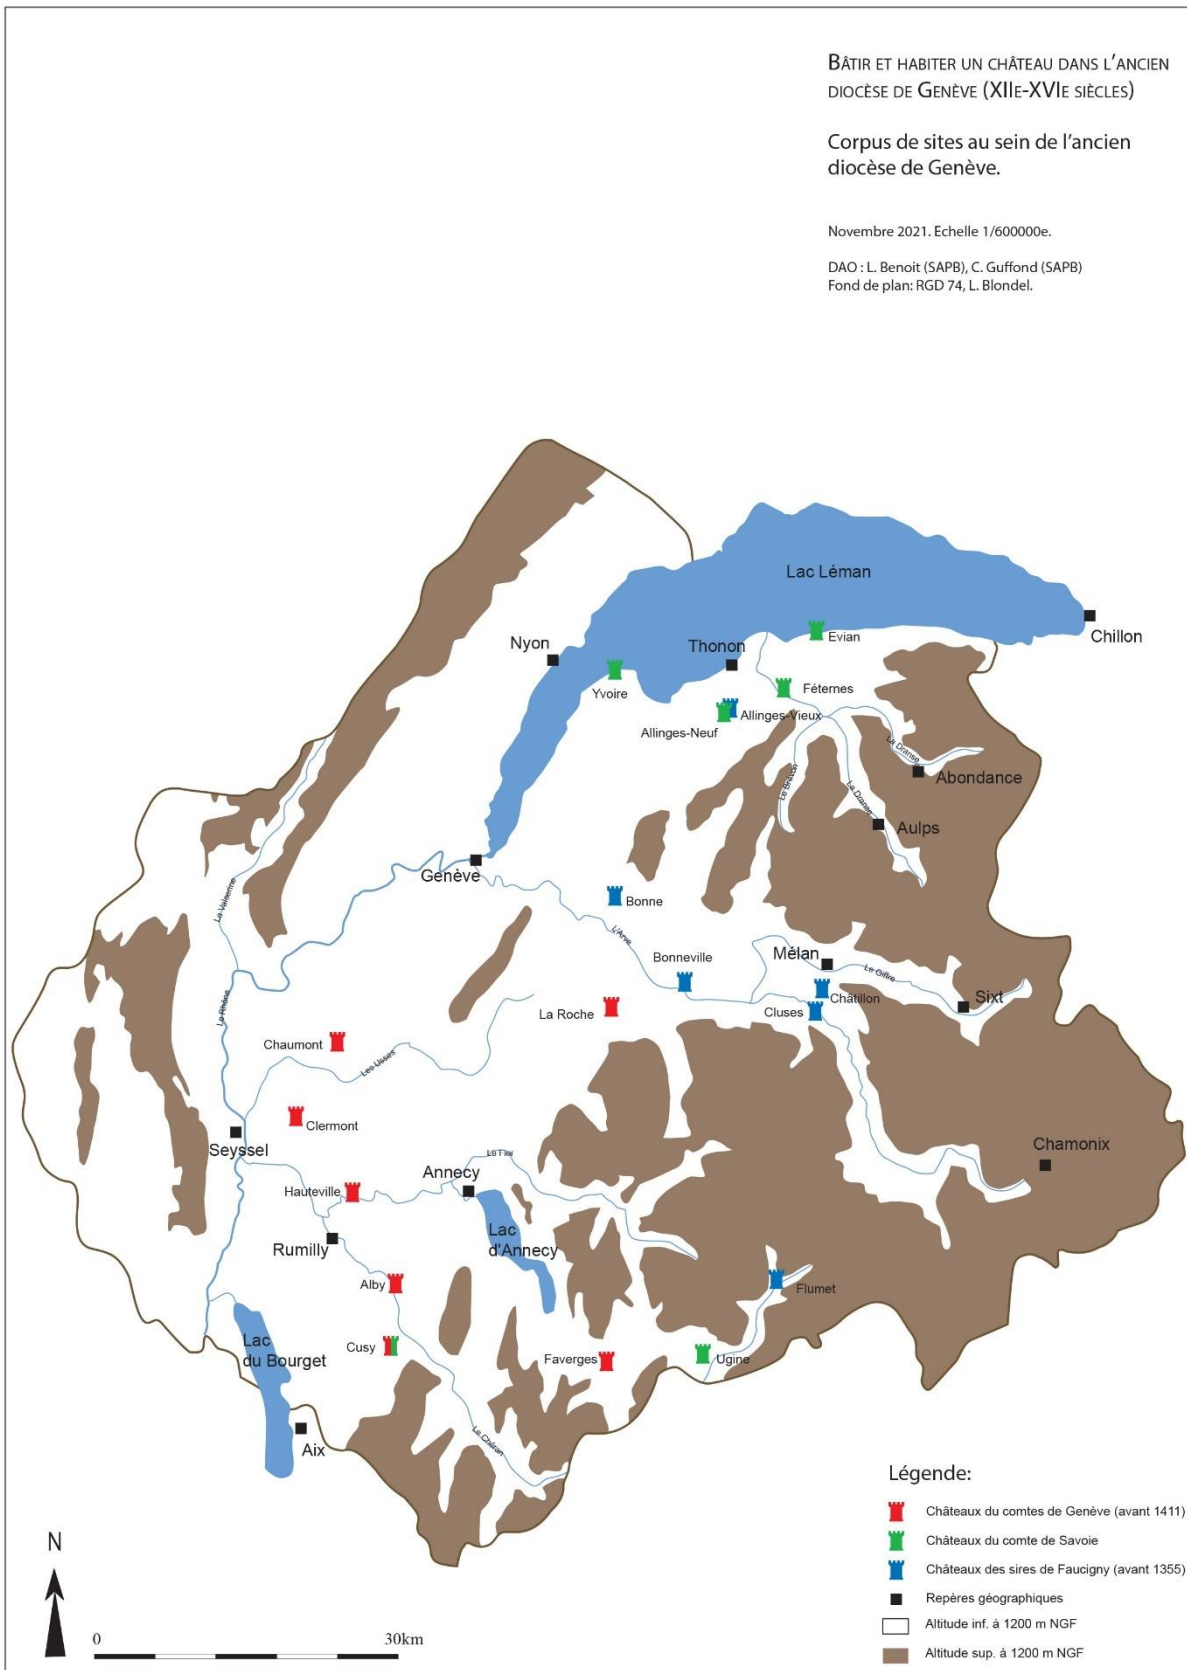 BÂTIR ET HABITER UN CHÂTEAU DANS L'ANCIEN
DIOCÈSE DE GENÈVE (XIIE-XVIE SIÈCLES)
Corpus de sites au sein de l'ancien
diocèse de Genève.
Novembre 2021. Echelle 1/600000e.
DAO : L. Benoit (SAPB), C. Guffond (SAPB)
Fond de plan: RGD 74, L. Blondel.
Lac Léman
Chillon
Evian
Nyon
Thonon
Yvoire
Féternes
Allinges-Vieux
Allinges-Neuf
La Dranse
Abondance
Le Brevon
La Dranse
Aulps
Genève
Bonne
La Valserine
L'Arve
Bonneville
Mélan
Le Giffre
Châtillon
Sixt
Cluses
La Roche
Le Rhône
Chaumont
Les Usses
Clermont
Seyssel
Chamonix
Le Fier
Annecy
Hauteville
Lac
d'Annecy
Rumilly
Alby
Flumet
Cusy
Lac
du Bourget
Faverges
Ugine
Aix
Le Chéran
Légende:
Châteaux du comtes de Genève (avant 1411)
Châteaux du comte de Savoie
Châteaux des sires de Faucigny (avant 1355)
Repères géographiques
Altitude inf. à 1200 m NGF
Altitude sup. à 1200 m NGF
N
0 30km